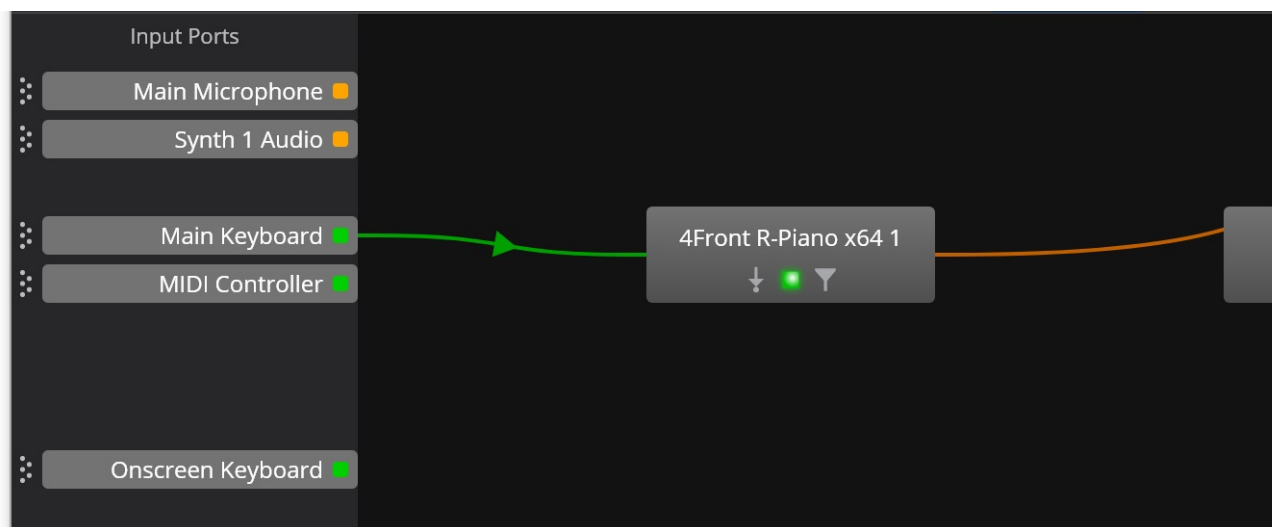 Input Ports
Main Microphone
Synth 1 Audio
Main Keyboard
4Front R-Piano x64 1
MIDI Controller
Onscreen Keyboard